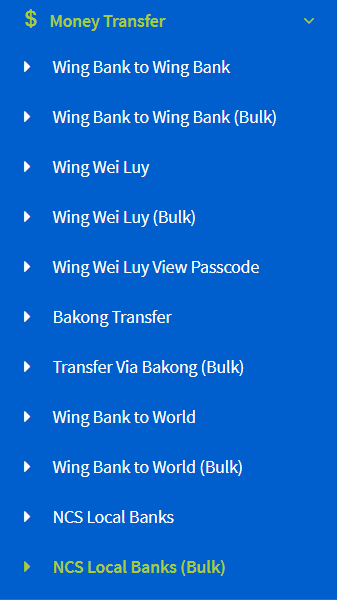 $ Money Transfer
Wing Bank to Wing Bank
Wing Bank to Wing Bank (Bulk)
Wing Wei Luy
Wing Wei Luy (Bulk)
Wing Wei Luy View Passcode
Bakong Transfer
Transfer Via Bakong (Bulk)
Wing Bank to World
Wing Bank to World (Bulk)
NCS Local Banks
NCS Local Banks (Bulk)